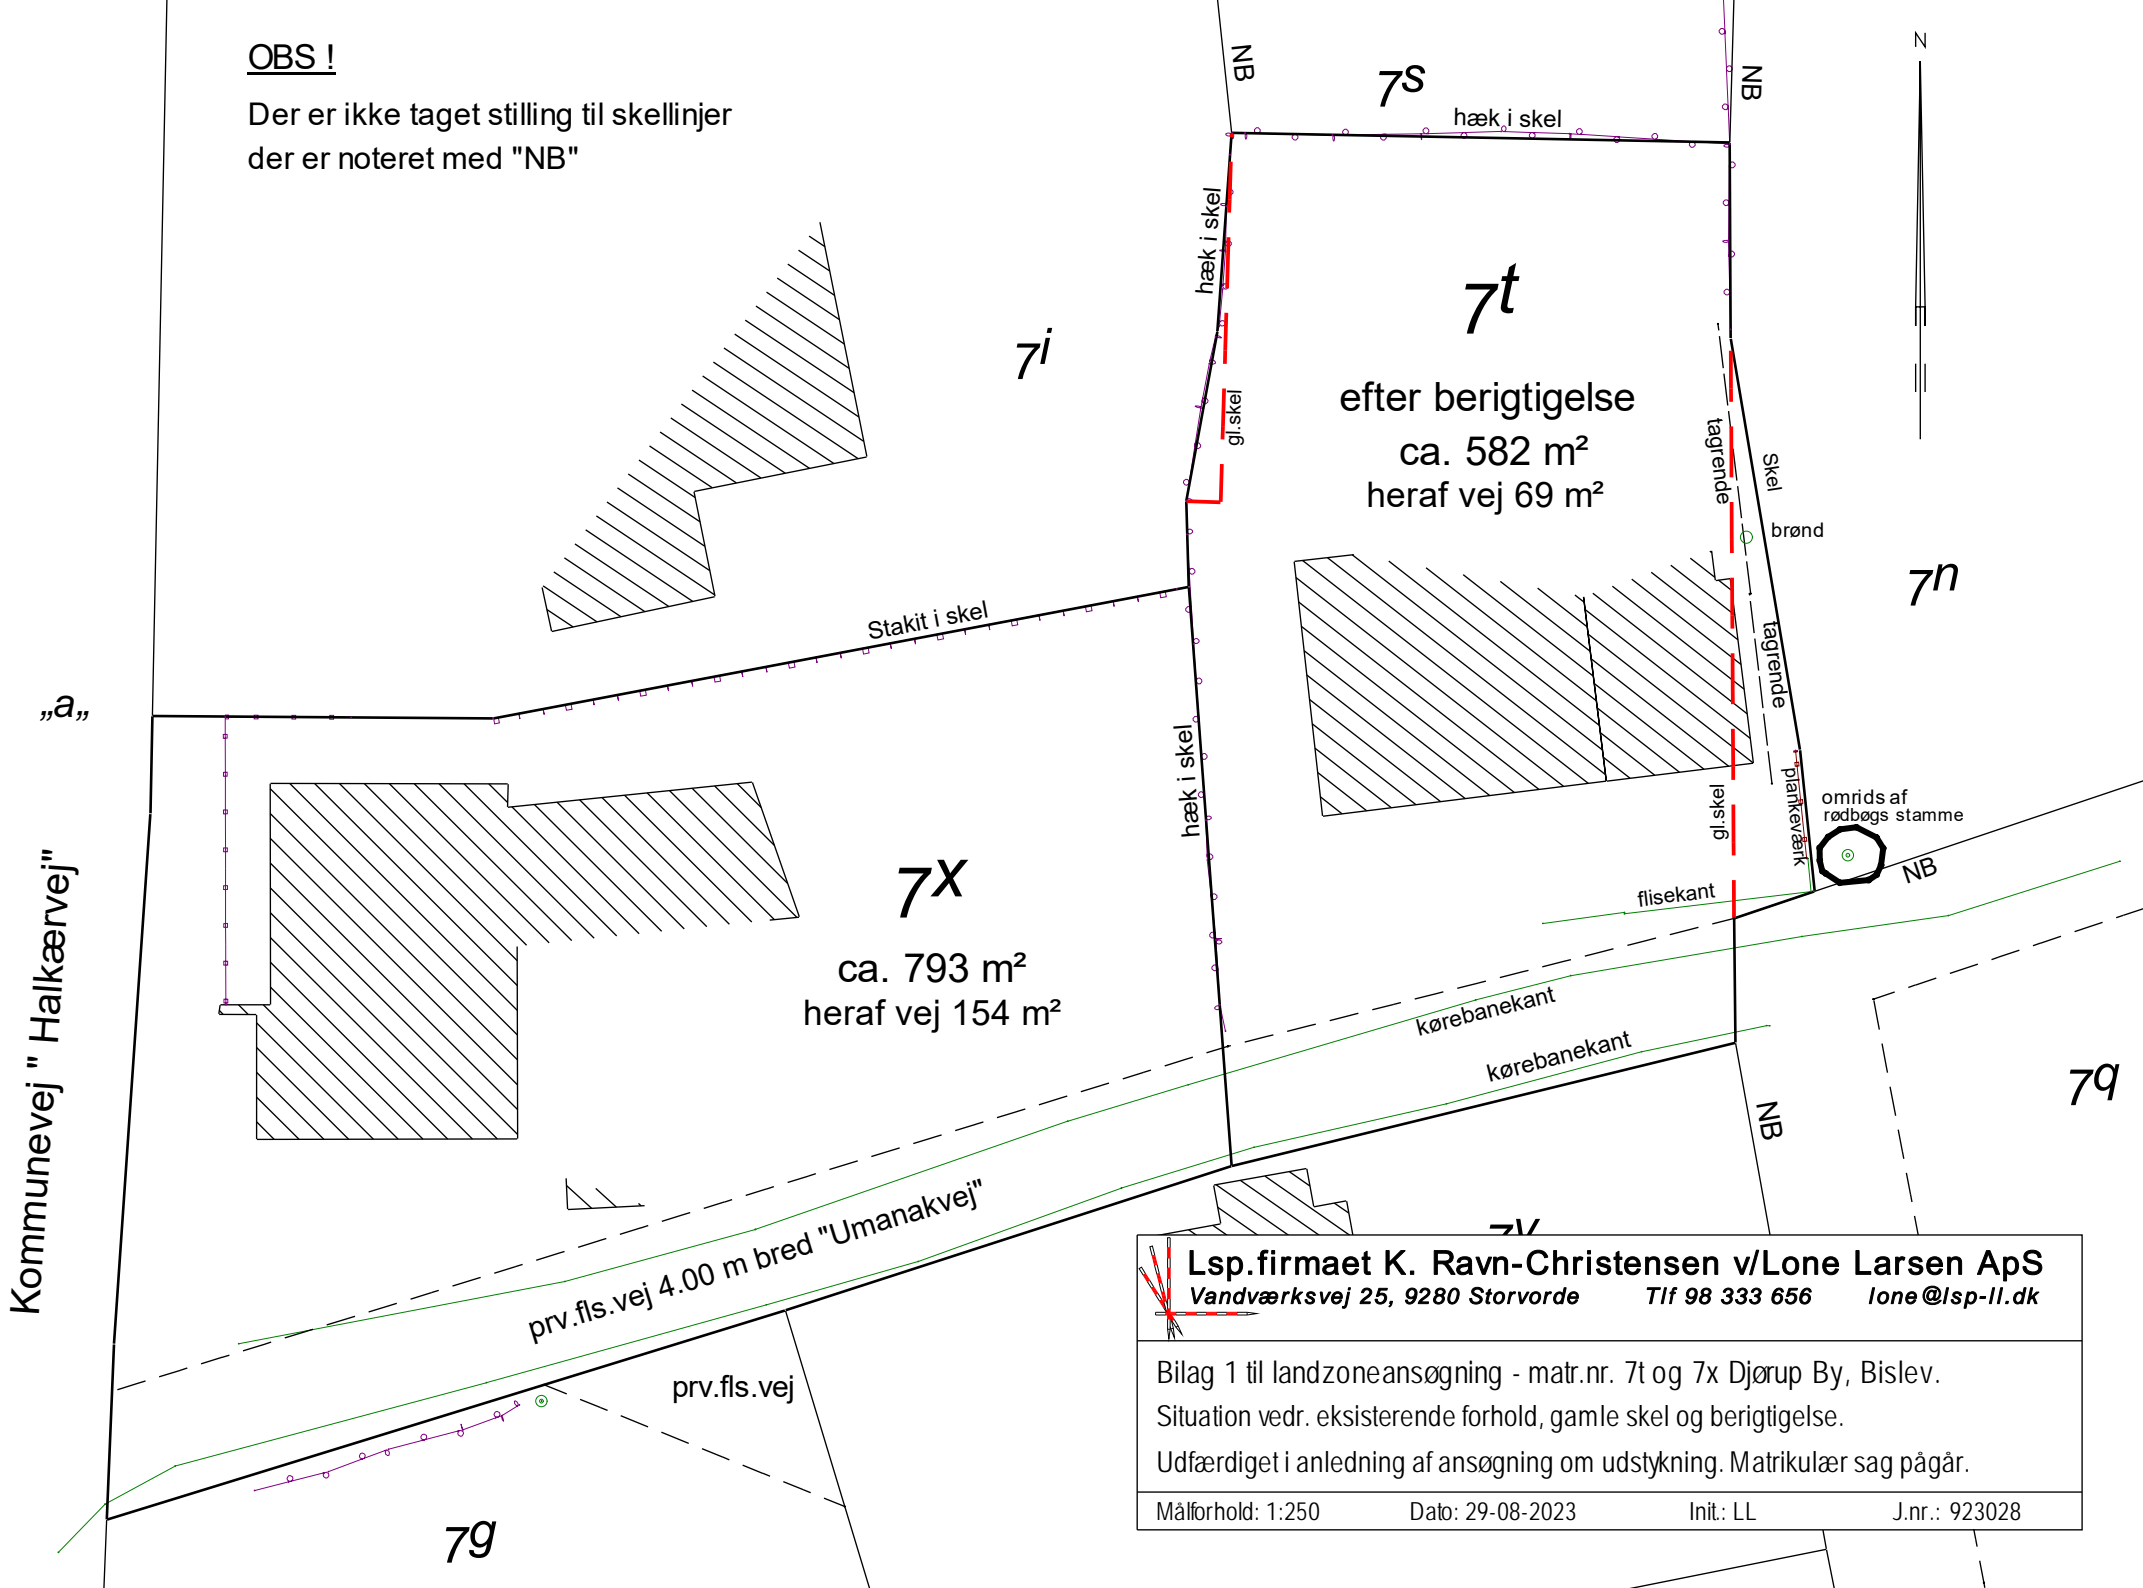 OBS !
Der er ikke taget stilling til skellinjer
der er noteret med "NB"
NB
7s
NB
N
hæk i skel
hæk i skel
7t
7i
efter berigtigelse
ca. 582 m²
heraf vej 69 m²
gl.skel
tagrende
Skel
brønd
7n
Stakit i skel
tagrende
„a„
hæk i skel
gl.skel
plankeværk
omrids af
rødbøgs stamme
NB
flisekant
7x
ca. 793 m²
heraf vej 154 m²
Kommunevej " Halkærvej"
kørebanekant
kørebanekant
7q
NB
prv.fls.vej 4.00 m bred "Umanakvej"
prv.fls.vej
7g
Lsp.firmaet K. Ravn-Christensen v/Lone Larsen ApS
Vandværksvej 25, 9280 Storvorde Tlf 98 333 656 lone@lsp-ll.dk
Bilag 1 til landzoneansøgning - matr.nr. 7t og 7x Djørup By, Bislev.
Situation vedr. eksisterende forhold, gamle skel og berigtigelse.
Udfærdiget i anledning af ansøgning om udstykning. Matrikulær sag pågår.
Målforhold: 1:250 Dato: 29-08-2023 Init.: LL J.nr.: 923028